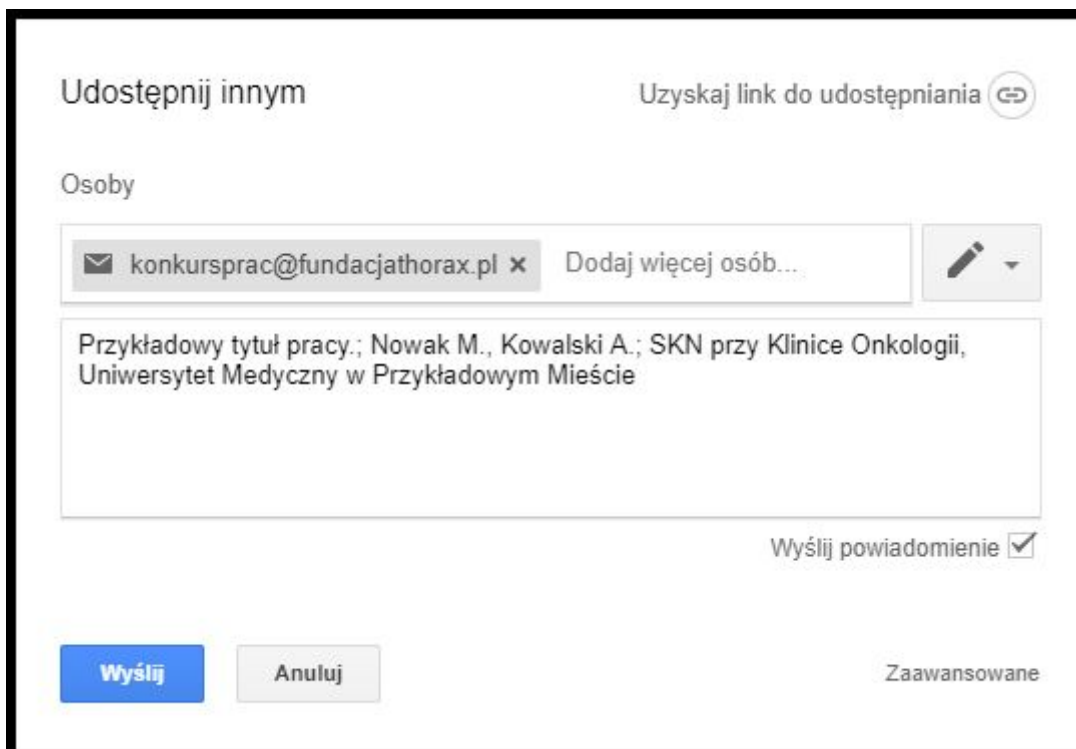 Udostępnij innym
Uzyskaj link do udostępniania
Osoby
konkursprac@fundacjathorax.pl × Dodaj więcej osób...
Przykładowy tytuł pracy.; Nowak M., Kowalski A.; SKN przy Klinice Onkologii,
Uniwersytet Medyczny w Przykładowym Mieście
Wyślij powiadomienie
Wyślij
Anuluj
Zaawansowane